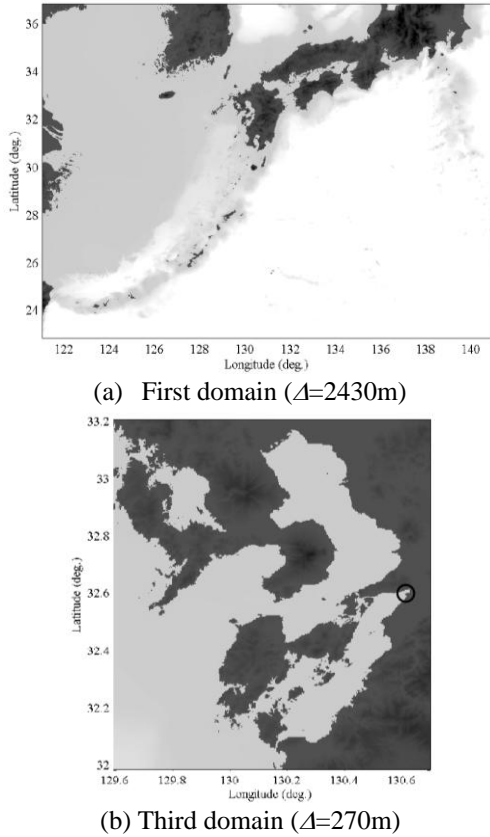 36
34
32
30
28
26
24
Latitude (deg.)
122 124 126 128 130 132 134 136 138 140
Longitude (deg.)
(a) First domain (Δ=2430m)
33.2
33
32.8
32.6
32.4
32.2
32
Latitude (deg.)
129.6 129.8 130 130.2 130.4 130.6
Longitude (deg.)
(b) Third domain (Δ=270m)